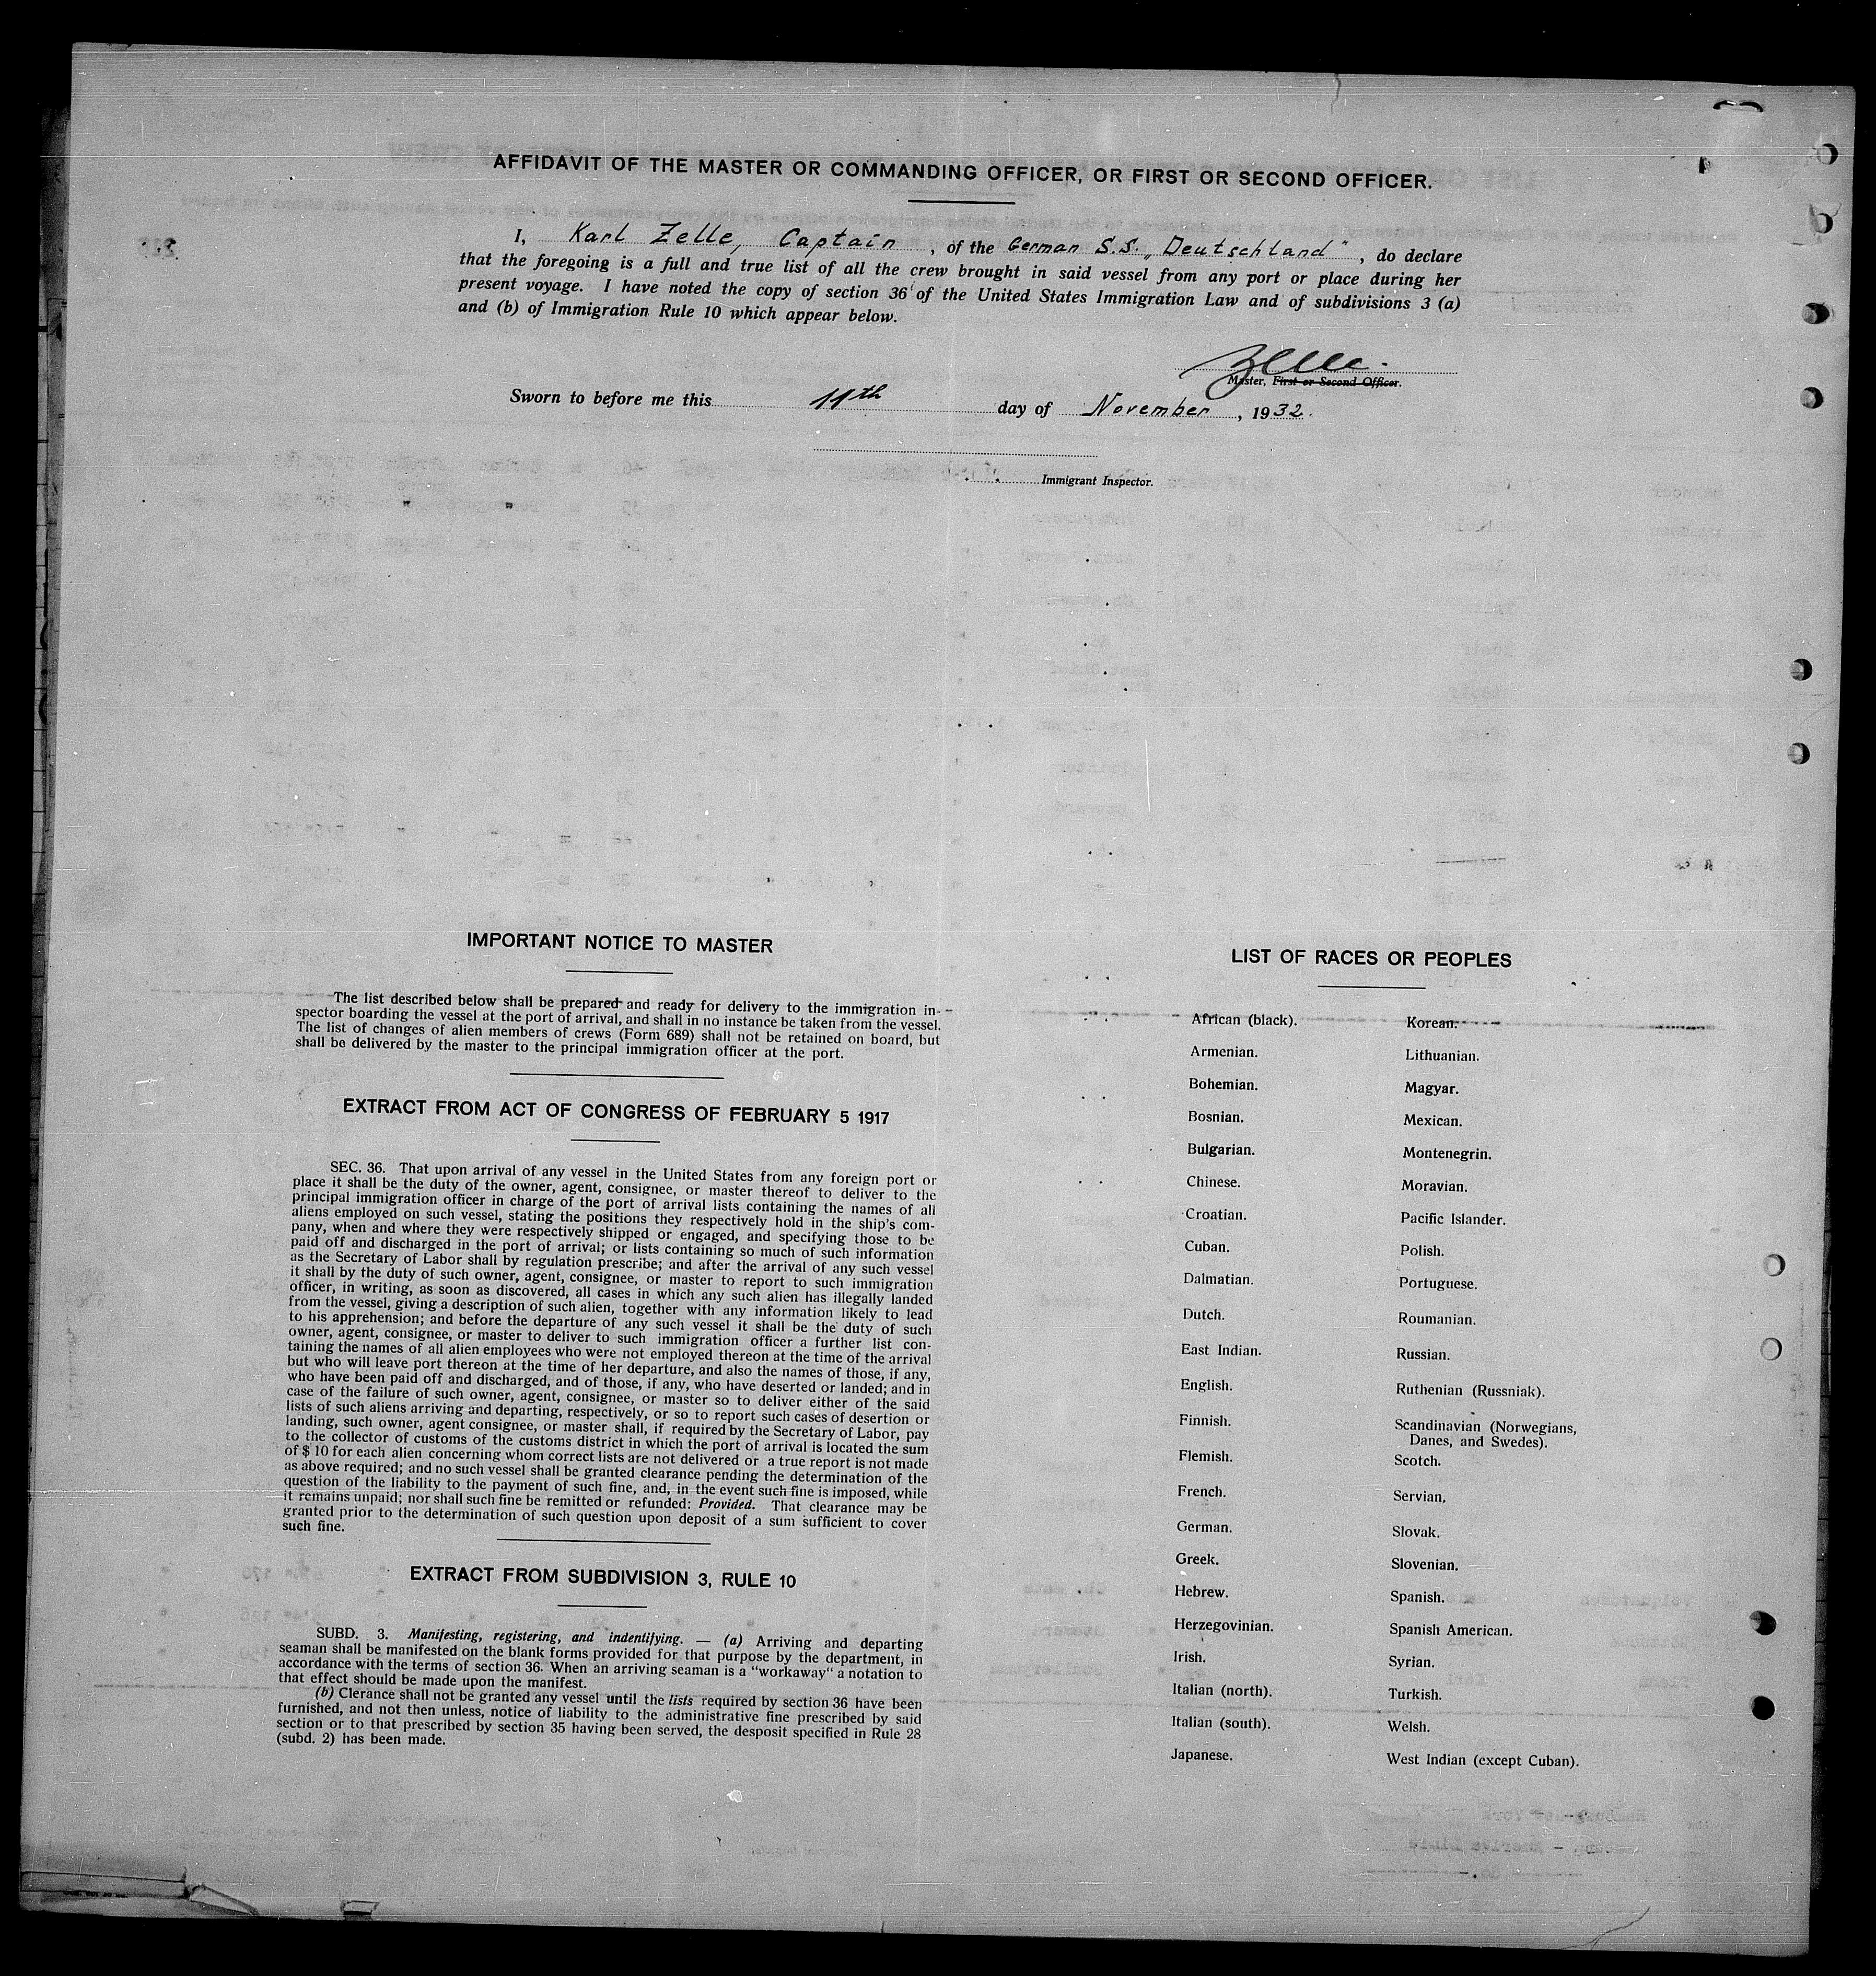 AFFIDAVIT OF THE MASTER OR COMMANDING OFFICER, OR FIRST OR SECOND OFFICER.
I, Karl Zelle, Captain, of the German S.S. „Deutschland", do declare
that the foregoing is a full and true list of all the crew brought in said vessel from any port or place during her
present voyage. I have noted the copy of section 36 of the United States Immigration Law and of subdivisions 3 (a)
and (b) of Immigration Rule 10 which appear below.
Zelle.
Master, First or Second Officer.
Sworn to before me this 11th day of November, 1932.
Immigrant Inspector.
IMPORTANT NOTICE TO MASTER
The list described below shall be prepared and ready for delivery to the immigration in-
spector boarding the vessel at the port of arrival, and shall in no instance be taken from the vessel.
The list of changes of alien members of crews (Form 689) shall not be retained on board, but
shall be delivered by the master to the principal immigration officer at the port.
EXTRACT FROM ACT OF CONGRESS OF FEBRUARY 5 1917
SEC. 36. That upon arrival of any vessel in the United States from any foreign port or
place it shall be the duty of the owner, agent, consignee, or master thereof to deliver to the
principal immigration officer in charge of the port of arrival lists containing the names of all
aliens employed on such vessel, stating the positions they respectively hold in the ship's com-
pany, when and where they were respectively shipped or engaged, and specifying those to be
paid off and discharged in the port of arrival; or lists containing so much of such information
as the Secretary of Labor shall by regulation prescribe; and after the arrival of any such vessel
it shall by the duty of such owner, agent, consignee, or master to report to such immigration
officer, in writing, as soon as discovered, all cases in which any such alien has illegally landed
from the vessel, giving a description of such alien, together with any information likely to lead
to his apprehension; and before the departure of any such vessel it shall be the duty of such
owner, agent, consignee, or master to deliver to such immigration officer a further list con-
taining the names of all alien employees who were not employed thereon at the time of the arrival
but who will leave port thereon at the time of her departure, and also the names of those, if any,
who have been paid off and discharged, and of those, if any, who have deserted or landed; and in
case of the failure of such owner, agent, consignee, or master so to deliver either of the said
lists of such aliens arriving and departing, respectively, or so to report such cases of desertion or
landing, such owner, agent consignee, or master shall, if required by the Secretary of Labor, pay
to the collector of customs of the customs district in which the port of arrival is located the sum
of $ 10 for each alien concerning whom correct lists are not delivered or a true report is not made
as above required; and no such vessel shall be granted clearance pending the determination of the
question of the liability to the payment of such fine, and, in the event such fine is imposed, while
it remains unpaid; nor shall such fine be remitted or refunded: Provided. That clearance may be
granted prior to the determination of such question upon deposit of a sum sufficient to cover
such fine.
EXTRACT FROM SUBDIVISION 3, RULE 10
SUBD. 3. Manifesting, registering, and indentifying. — (a) Arriving and departing
seaman shall be manifested on the blank forms provided for that purpose by the department, in
accordance with the terms of section 36. When an arriving seaman is a "workaway" a notation to
that effect should be made upon the manifest.
(b) Clerance shall not be granted any vessel until the lists required by section 36 have been
furnished, and not then unless, notice of liability to the administrative fine prescribed by said
section or to that prescribed by section 35 having been served, the desposit specified in Rule 28
(subd. 2) has been made.
LIST OF RACES OR PEOPLES
African (black).
Armenian.
Bohemian.
Bosnian.
Bulgarian.
Chinese.
Croatian.
Cuban.
Dalmatian.
Dutch.
East Indian.
English.
Finnish.
Flemish.
French.
German.
Greek.
Hebrew.
Herzegovinian.
Irish.
Italian (north).
Italian (south).
Japanese.
Korean.
Lithuanian.
Magyar.
Mexican.
Montenegrin.
Moravian.
Pacific Islander.
Polish.
Portuguese.
Roumanian.
Russian.
Ruthenian (Russniak).
Scandinavian (Norwegians,
Danes, and Swedes).
Scotch.
Servian,
Slovak.
Slovenian.
Spanish.
Spanish American.
Syrian.
Turkish.
Welsh.
West Indian (except Cuban).